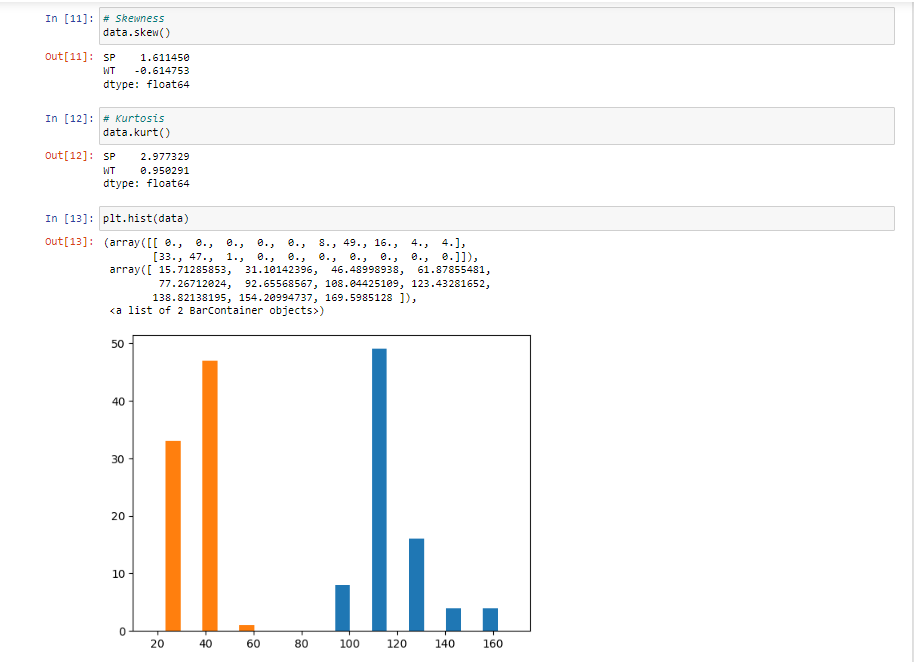 In [11]: # Skewness
data.skew()
Out[11]: SP    1.611450
WT   -0.614753
dtype: float64
In [12]: # Kurtosis
data.kurt()
Out[12]: SP    2.977329
WT    0.950291
dtype: float64
In [13]: plt.hist(data)
Out[13]: (array([[ 0.,  0.,  0.,  0.,  0.,  8., 49., 16.,  4.,  4.],
[33., 47.,  1.,  0.,  0.,  0.,  0.,  0.,  0.,  0.]]),
array([ 15.71285853,  31.10142396,  46.48998938,  61.87855481,
77.26712024,  92.65568567, 108.04425109, 123.43281652,
138.82138195, 154.20994737, 169.5985128 ]),
<a list of 2 BarContainer objects>)
50
40
30
20
10
0
20 40 60 80 100 120 140 160